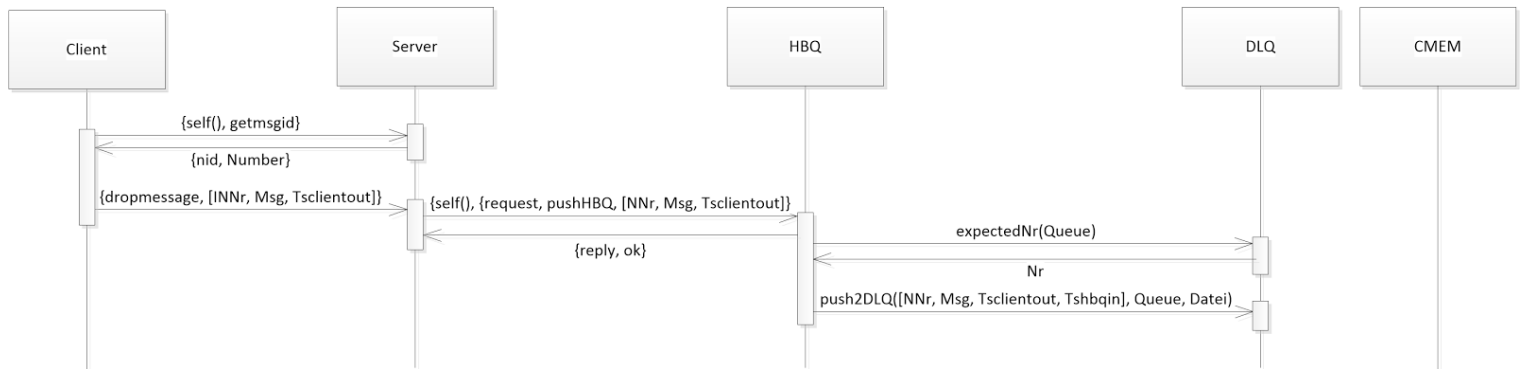 Client
Server
HBQ
DLQ
CMEM
{self(), getmsgid}
{nid, Number}
{dropmessage, [INNr, Msg, Tsclientout]}
{self(), {request, pushHBQ, [NNr, Msg, Tsclientout]}
{reply, ok}
expectedNr(Queue)
Nr
push2DLQ([NNr, Msg, Tsclientout, Tshbqin], Queue, Datei)